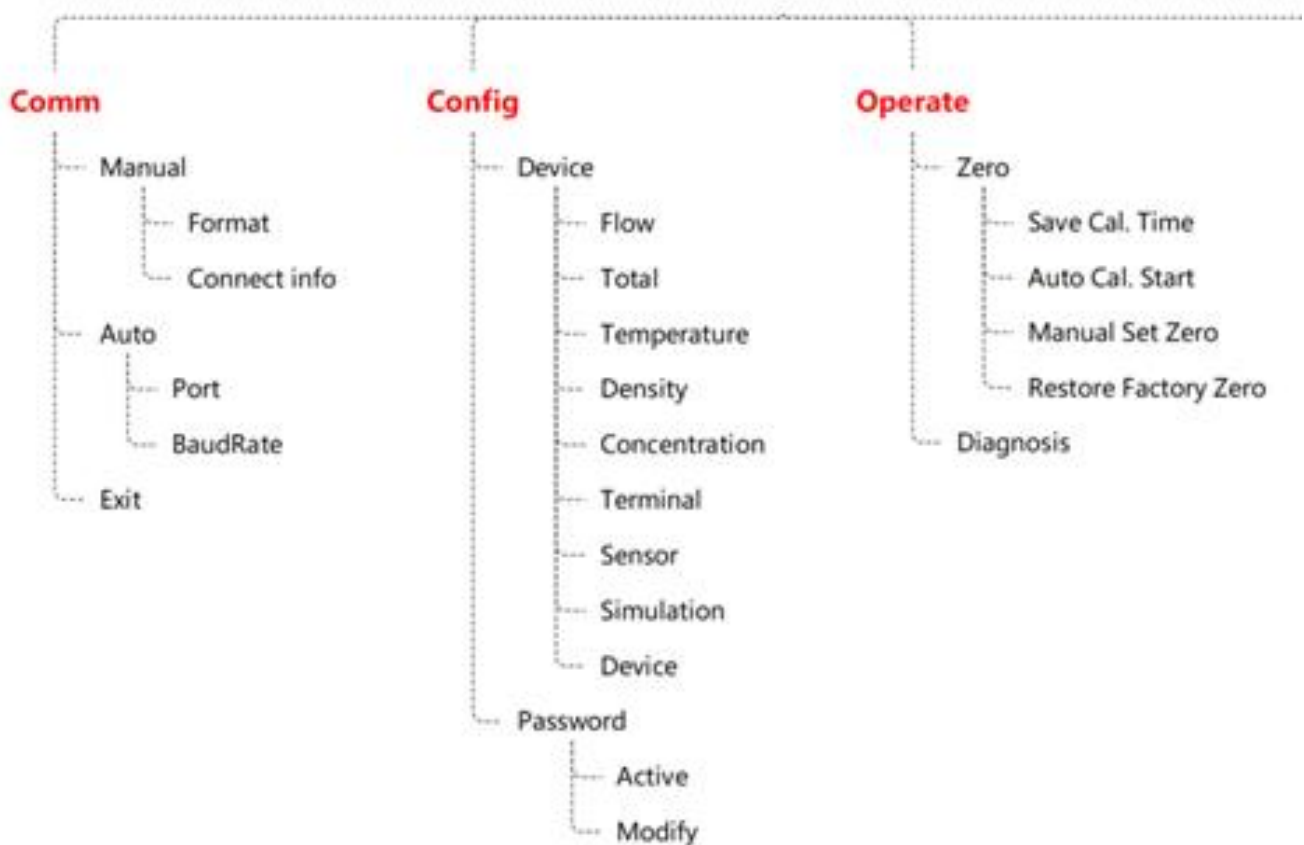 Comm
Manual
Format
Connect info
Auto
Port
BaudRate
Exit
Config
Device
Flow
Total
Temperature
Density
Concentration
Terminal
Sensor
Simulation
Device
Password
Active
Modify
Operate
Zero
Save Cal. Time
Auto Cal. Start
Manual Set Zero
Restore Factory Zero
Diagnosis